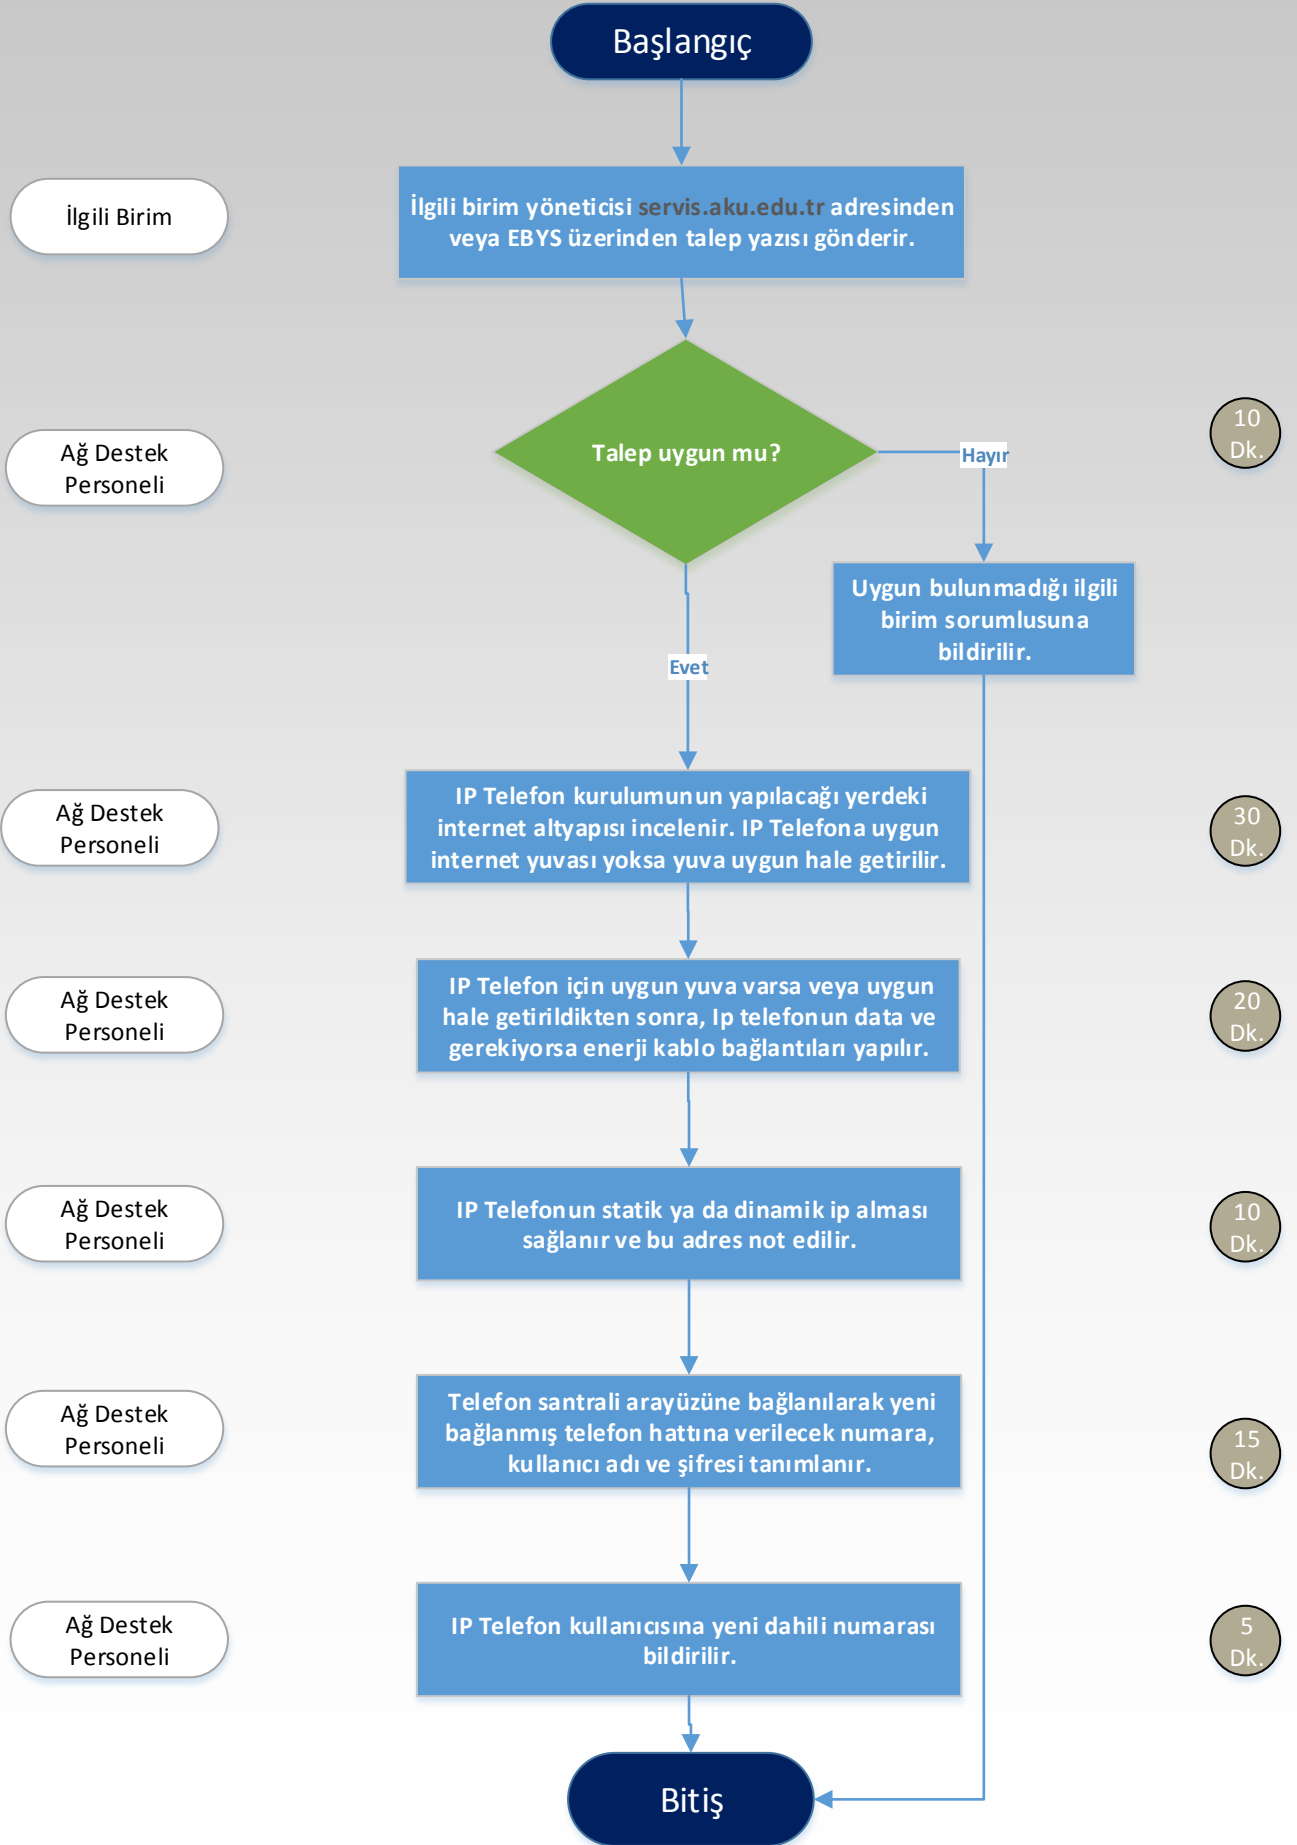 Başlangıç
İlgili Birim
İlgili birim yöneticisi servis.aku.edu.tr adresinden
veya EBYS üzerinden talep yazısı gönderir.
Ağ Destek
Personeli
Talep uygun mu?
Hayır
10
Dk.
Uygun bulunmadığı ilgili
birim sorumlusuna
bildirilir.
Evet
Ağ Destek
Personeli
IP Telefon kurulumunun yapılacağı yerdeki
internet altyapısı incelenir. IP Telefona uygun
internet yuvası yoksa yuva uygun hale getirilir.
30
Dk.
Ağ Destek
Personeli
IP Telefon için uygun yuva varsa veya uygun
hale getirildikten sonra, Ip telefonun data ve
gerekiyorsa enerji kablo bağlantıları yapılır.
20
Dk.
Ağ Destek
Personeli
IP Telefonun statik ya da dinamik ip alması
sağlanır ve bu adres not edilir.
10
Dk.
Ağ Destek
Personeli
Telefon santrali arayüzüne bağlanılarak yeni
bağlanmış telefon hattına verilecek numara,
kullanıcı adı ve şifresi tanımlanır.
15
Dk.
Ağ Destek
Personeli
IP Telefon kullanıcısına yeni dahili numarası
bildirilir.
5
Dk.
Bitiş